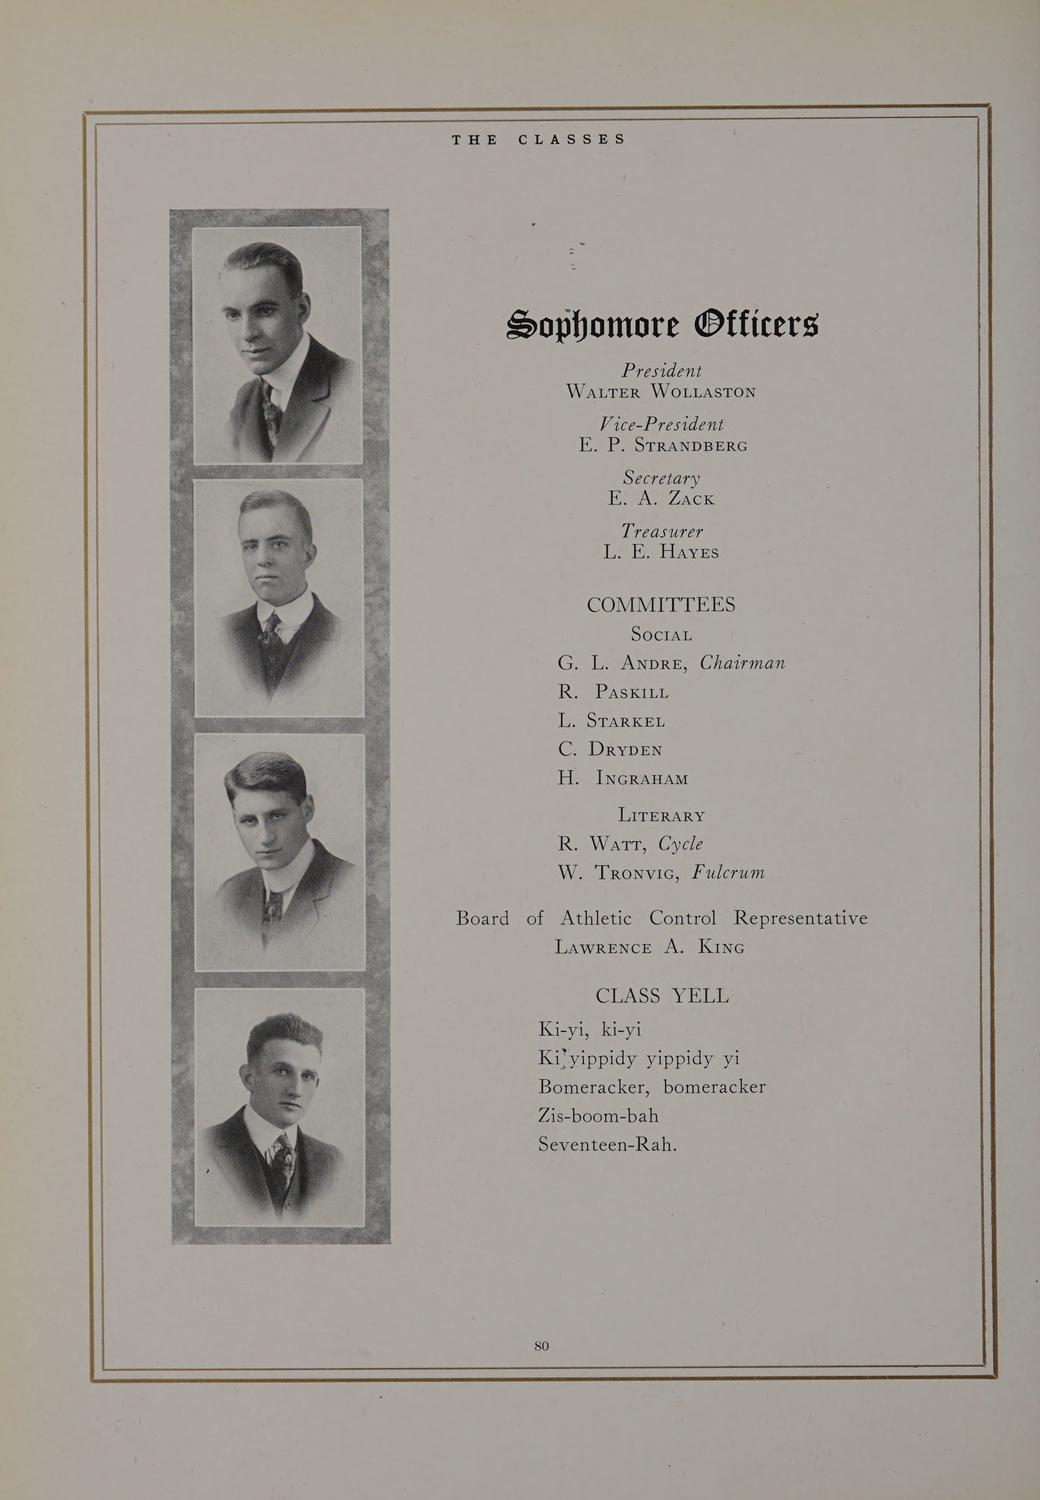 THE CLASSES
Sophomore Officers
President
WALTER WOLLASTON
Vice-President
E. P. STRANDBERG
Secretary
E. A. ZACK
Treasurer
L. E. HAYES
COMMITTEES
SOCIAL
G. L. ANDRE, Chairman
R. PASKILL
L. STARKEL
C. DRYDEN
H. INGRAHAM
LITERARY
R. WATT, Cycle
W. TRONVIG, Fulcrum
Board of Athletic Control Representative
LAWRENCE A. KING
CLASS YELL
Ki-yi, ki-yi
Ki yippidy yippidy yi
Bomeracker, bomeracker
Zis-boom-bah
Seventeen-Rah.
80